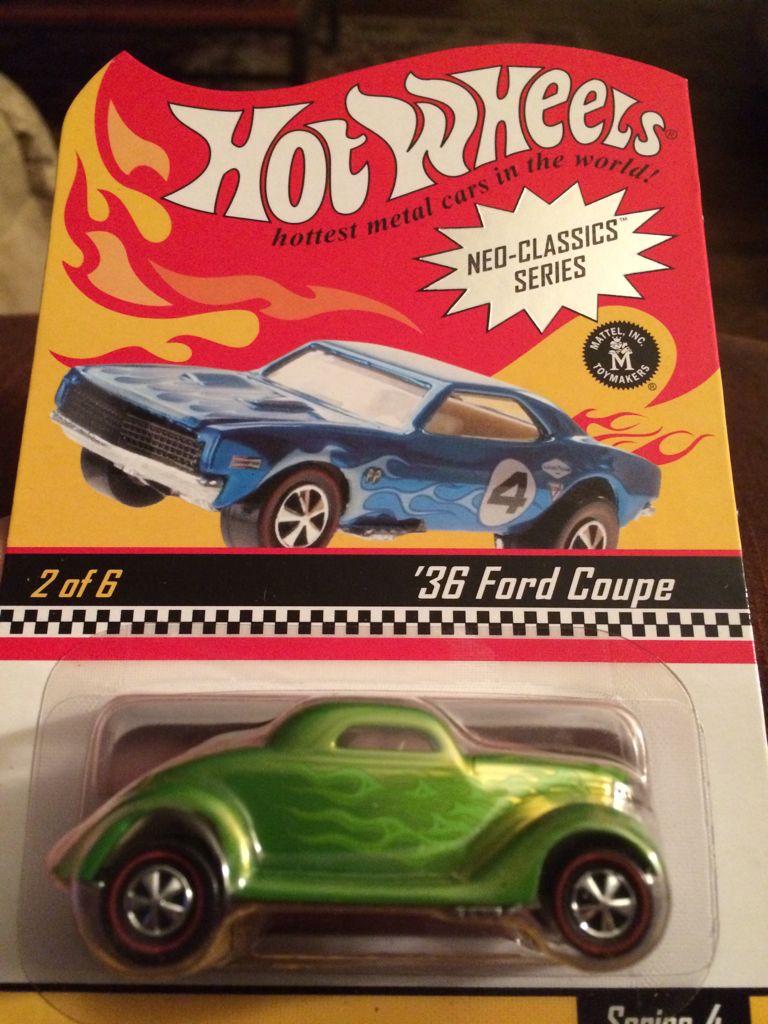 HOT WHEELS®
hottest metal cars in the world!
NEO-CLASSICS™
SERIES
MATTEL, INC.
M
TOYMAKERS
®
4
2 of 6
'36 Ford Coupe
Series 4